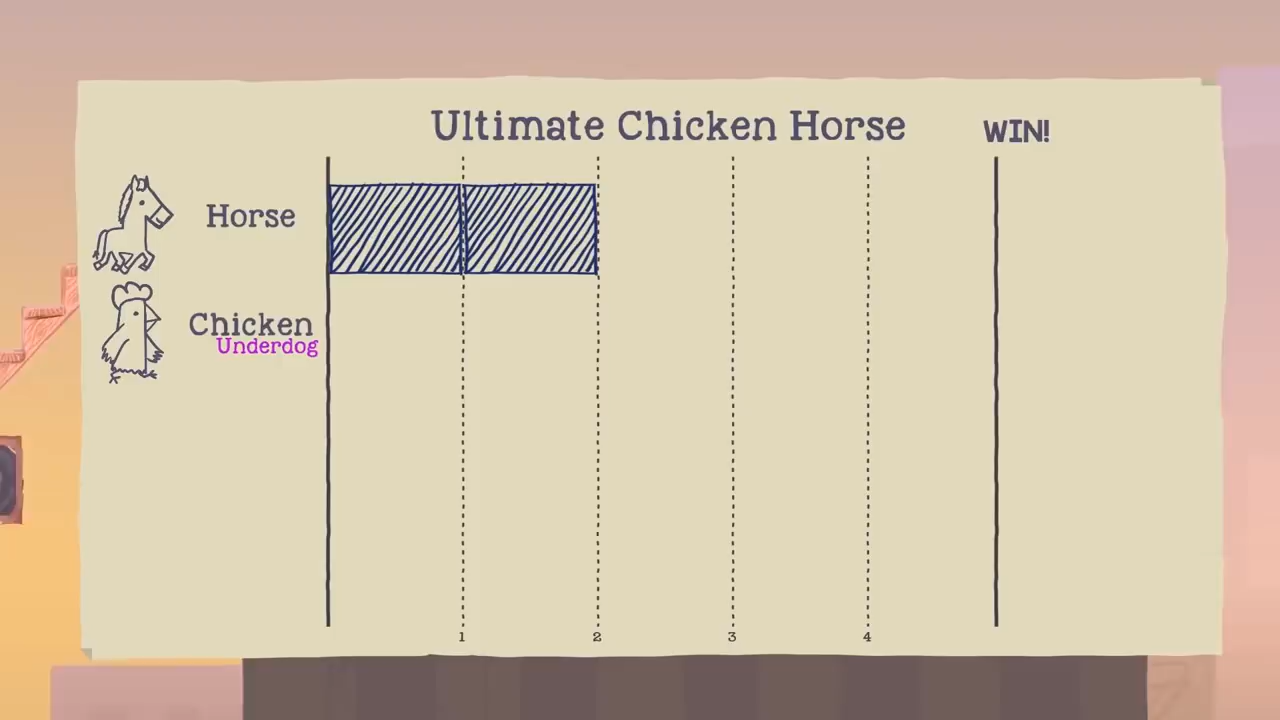 Ultimate Chicken Horse
WIN!
Horse
Chicken
Underdog
1 2 3 4